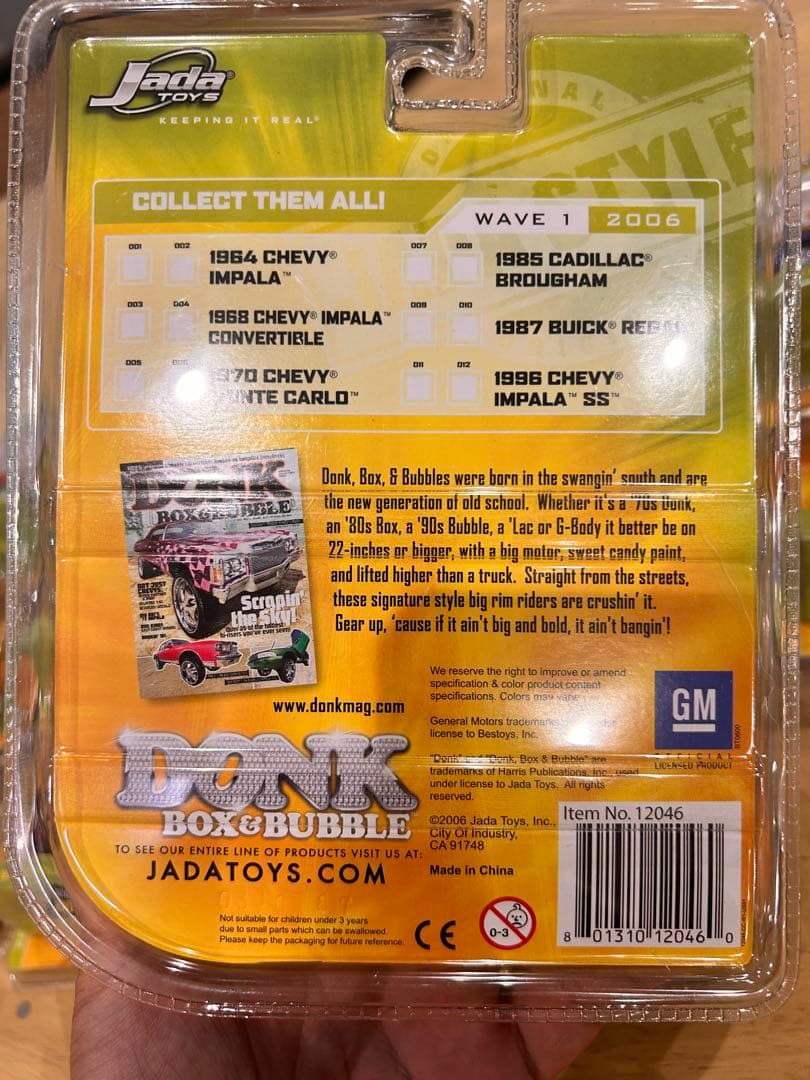 Jada®
TOYS
KEEPING IT REAL®
STYLE
COLLECT THEM ALL!
WAVE 1 2006
001 002
1964 CHEVY®
IMPALA™
003 004
1968 CHEVY® IMPALA™
CONVERTIBLE
005
CHEVY®
CARLO™
007 008
1985 CADILLAC®
BROUGHAM
009 010
1987 BUICK®
011 012
1996 CHEVY®
IMPALA™ SS™
DONK
BOX & BUBBLE
Scrapin'
the Sky!
Donk, Box, & Bubbles were born in the swangin' south and are
the new generation of old school. Whether it's a '70s Donk,
an '80s Box, a '90s Bubble, a 'Lac or G-Body it better be on
22-inches or bigger, with a big motor, sweet candy paint,
and lifted higher than a truck. Straight from the streets,
these signature style big rim riders are crushin' it.
Gear up, 'cause if it ain't big and bold, it ain't bangin'!
www.donkmag.com
We reserve the right to improve or amend
specification & color product content
specifications. Colors may vary.
General Motors trademarks
license to Bestoys, Inc.
"Donk" and "Donk, Box & Bubble" are
trademarks of Harris Publications, Inc., used
under license to Jada Toys. All rights
reserved.
©2006 Jada Toys, Inc.,
City Of Industry,
CA 91748
Made in China
GM
OFFICIAL
LICENSED PRODUCT
DONK
BOX & BUBBLE
TO SEE OUR ENTIRE LINE OF PRODUCTS VISIT US AT:
JADATOYS.COM
Not suitable for children under 3 years
due to small parts which can be swallowed.
Please keep the packaging for future reference.
CE
0-3
Item No. 12046
8 01310 12046 0